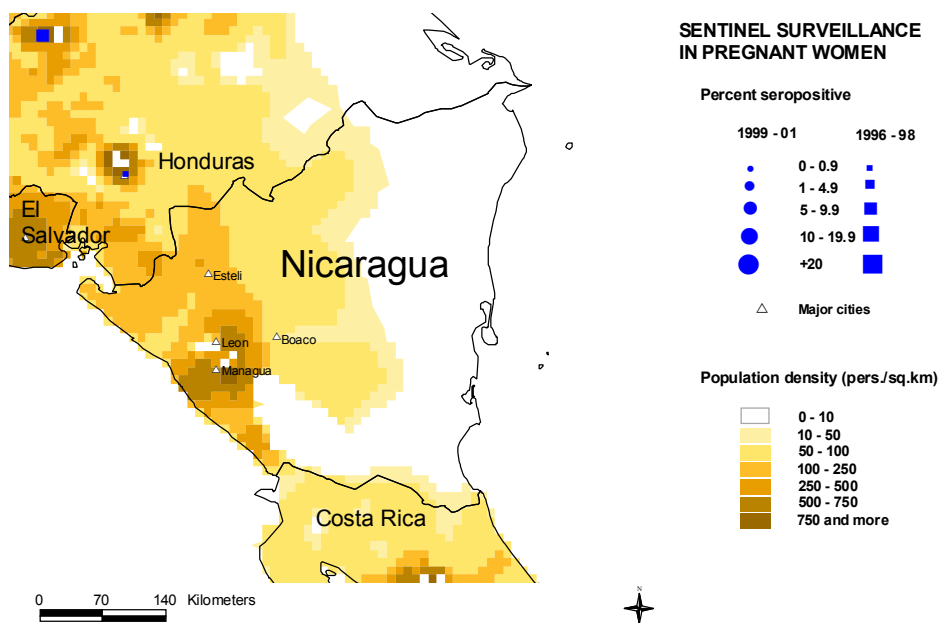 SENTINEL SURVEILLANCE
IN PREGNANT WOMEN
Percent seropositive
1999 - 01 1996 - 98
0 - 0.9
1 - 4.9
5 - 9.9
10 - 19.9
+20
Major cities
Population density (pers./sq.km)
0 - 10
10 - 50
50 - 100
100 - 250
250 - 500
500 - 750
750 and more
Honduras
El
Salvador
Nicaragua
Esteli
Leon
Boaco
Managua
Costa Rica
0 70 140 Kilometers
N